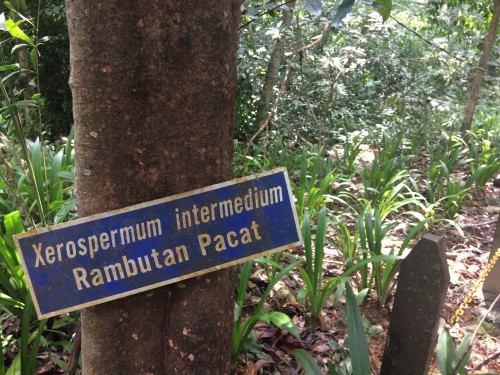 Xerospermum intermedium
Rambutan Pacat